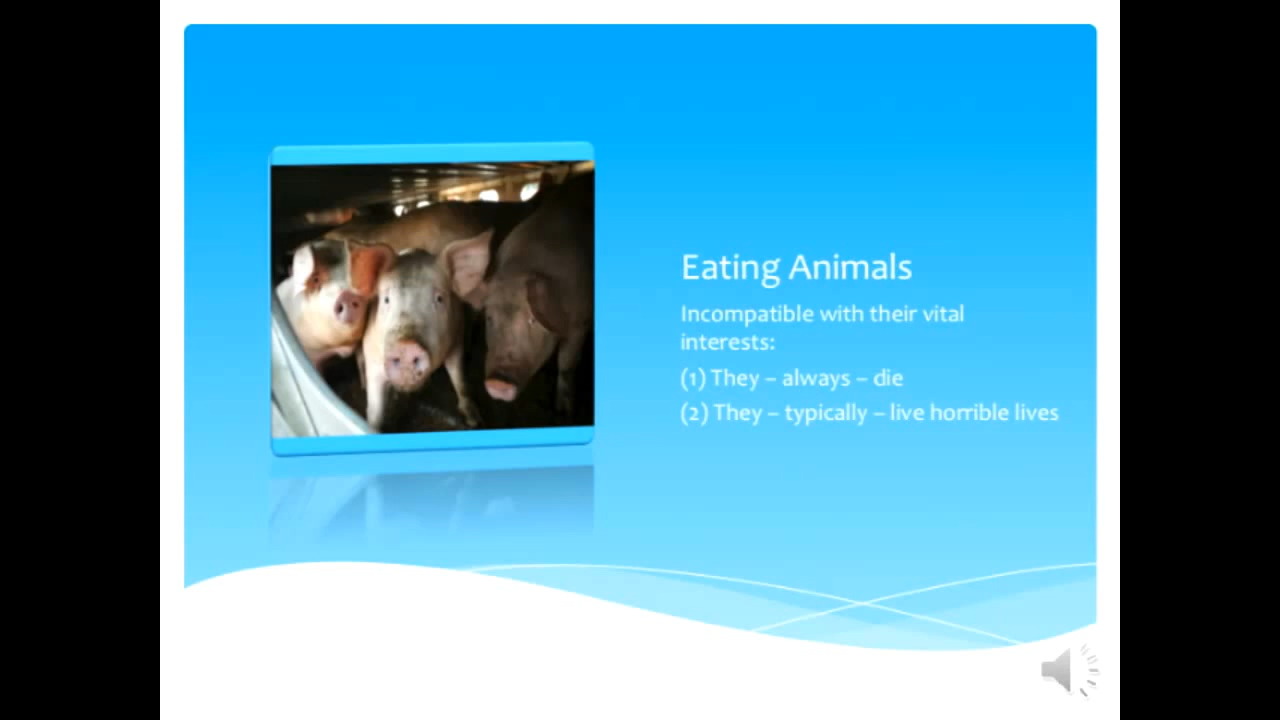 Eating Animals
Incompatible with their vital
interests:
(1) They – always – die
(2) They – typically – live horrible lives